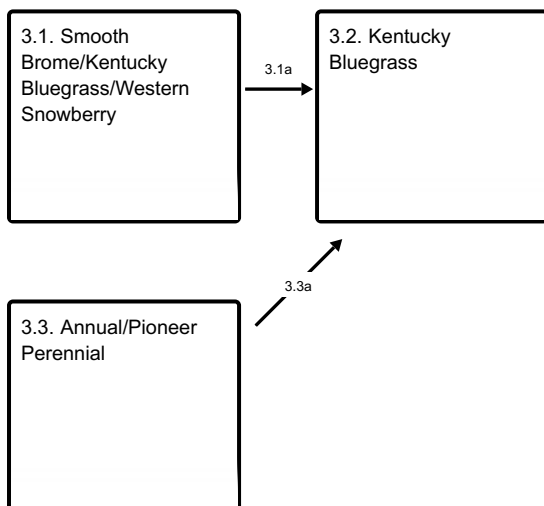 3.1. Smooth
Brome/Kentucky
Bluegrass/Western
Snowberry
3.1a
3.2. Kentucky
Bluegrass
3.3a
3.3. Annual/Pioneer
Perennial